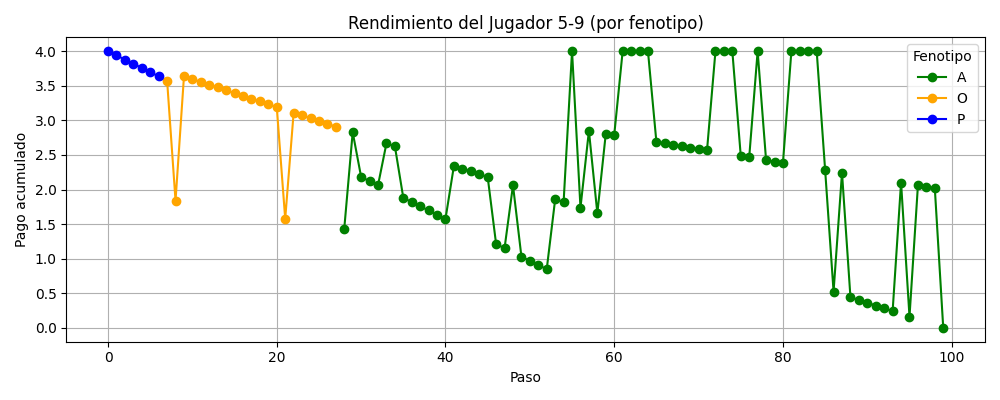 Rendimiento del Jugador 5-9 (por fenotipo)
Pago acumulado
4.0
3.5
3.0
2.5
2.0
1.5
1.0
0.5
0.0
Fenotipo
A
O
P
0 20 40 60 80 100
Paso